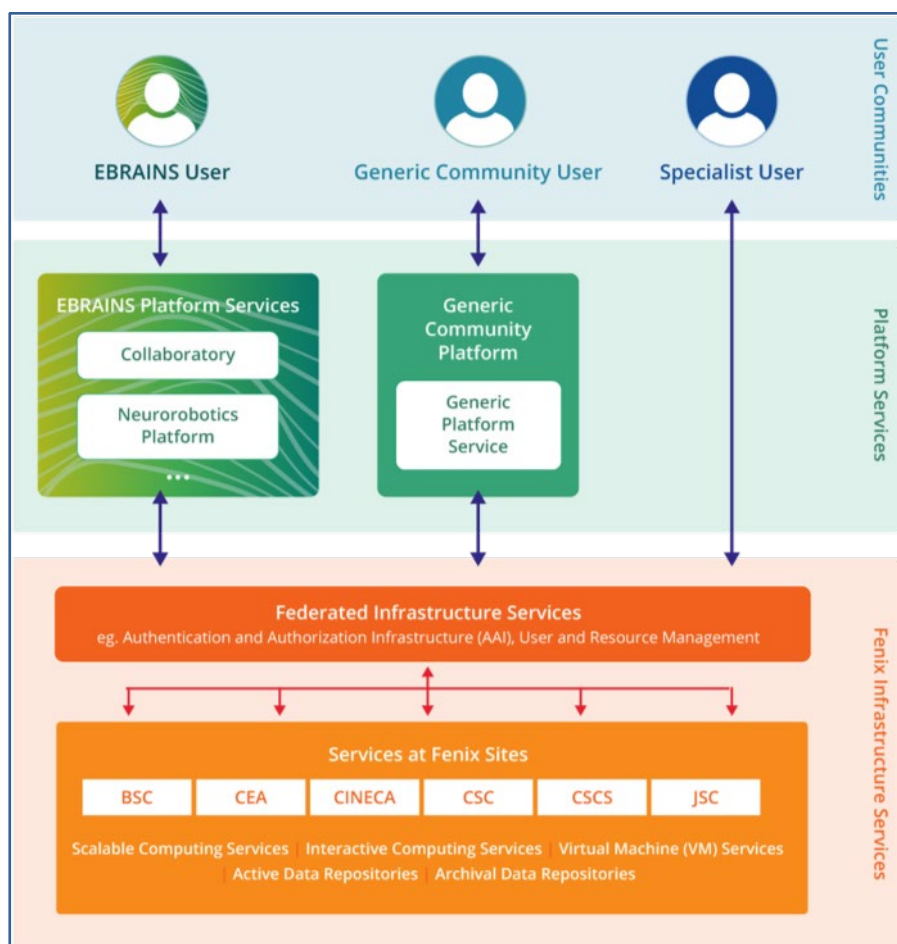 User Communities
EBRAINS User
Generic Community User
Specialist User
Platform Services
EBRAINS Platform Services
Collaboratory
Neurorobotics
Platform
...
Generic
Community
Platform
Generic
Platform
Service
Fenix Infrastructure Services
Federated Infrastructure Services
eg. Authentication and Authorization Infrastructure (AAI), User and Resource Management
Services at Fenix Sites
BSC
CEA
CINECA
CSC
CSCS
JSC
Scalable Computing Services | Interactive Computing Services | Virtual Machine (VM) Services
| Active Data Repositories | Archival Data Repositories